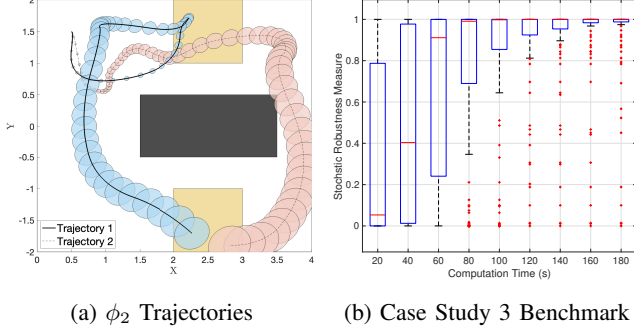 2
1.5
1
0.5
0
-0.5
-1
-1.5
-2
Y
Trajectory 1
Trajectory 2
0 0.5 1 1.5 2 2.5 3 3.5 4
X
(a) ϕ₂ Trajectories
Stochstic Robustness Measure
1
0.8
0.6
0.4
0.2
0
20 40 60 80 100 120 140 160 180
Computation Time (s)
(b) Case Study 3 Benchmark